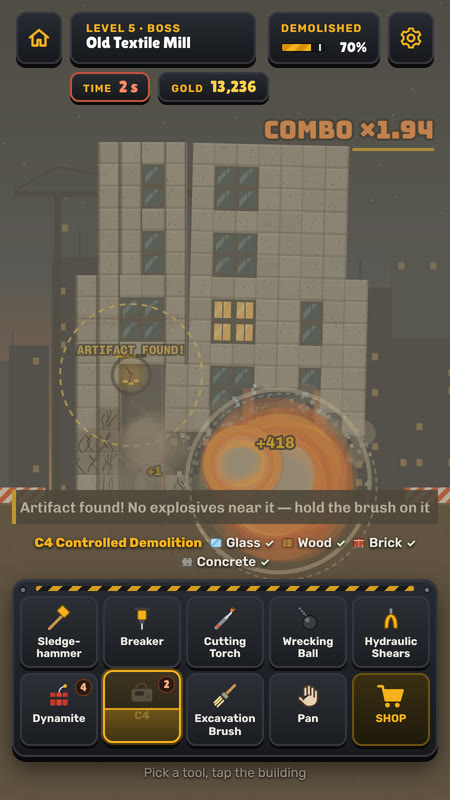 LEVEL 5 • BOSS
Old Textile Mill
DEMOLISHED
70%
TIME 2 s
GOLD 13,236
COMBO ×1.94
ARTIFACT FOUND!
+418
+1
Artifact found! No explosives near it — hold the brush on it
C4 Controlled Demolition Glass ✓ Wood ✓ Brick ✓
Concrete ✓
Sledge-
hammer
Breaker
Cutting
Torch
Wrecking
Ball
Hydraulic
Shears
4
Dynamite
2
C4
Excavation
Brush
Pan
SHOP
Pick a tool, tap the building